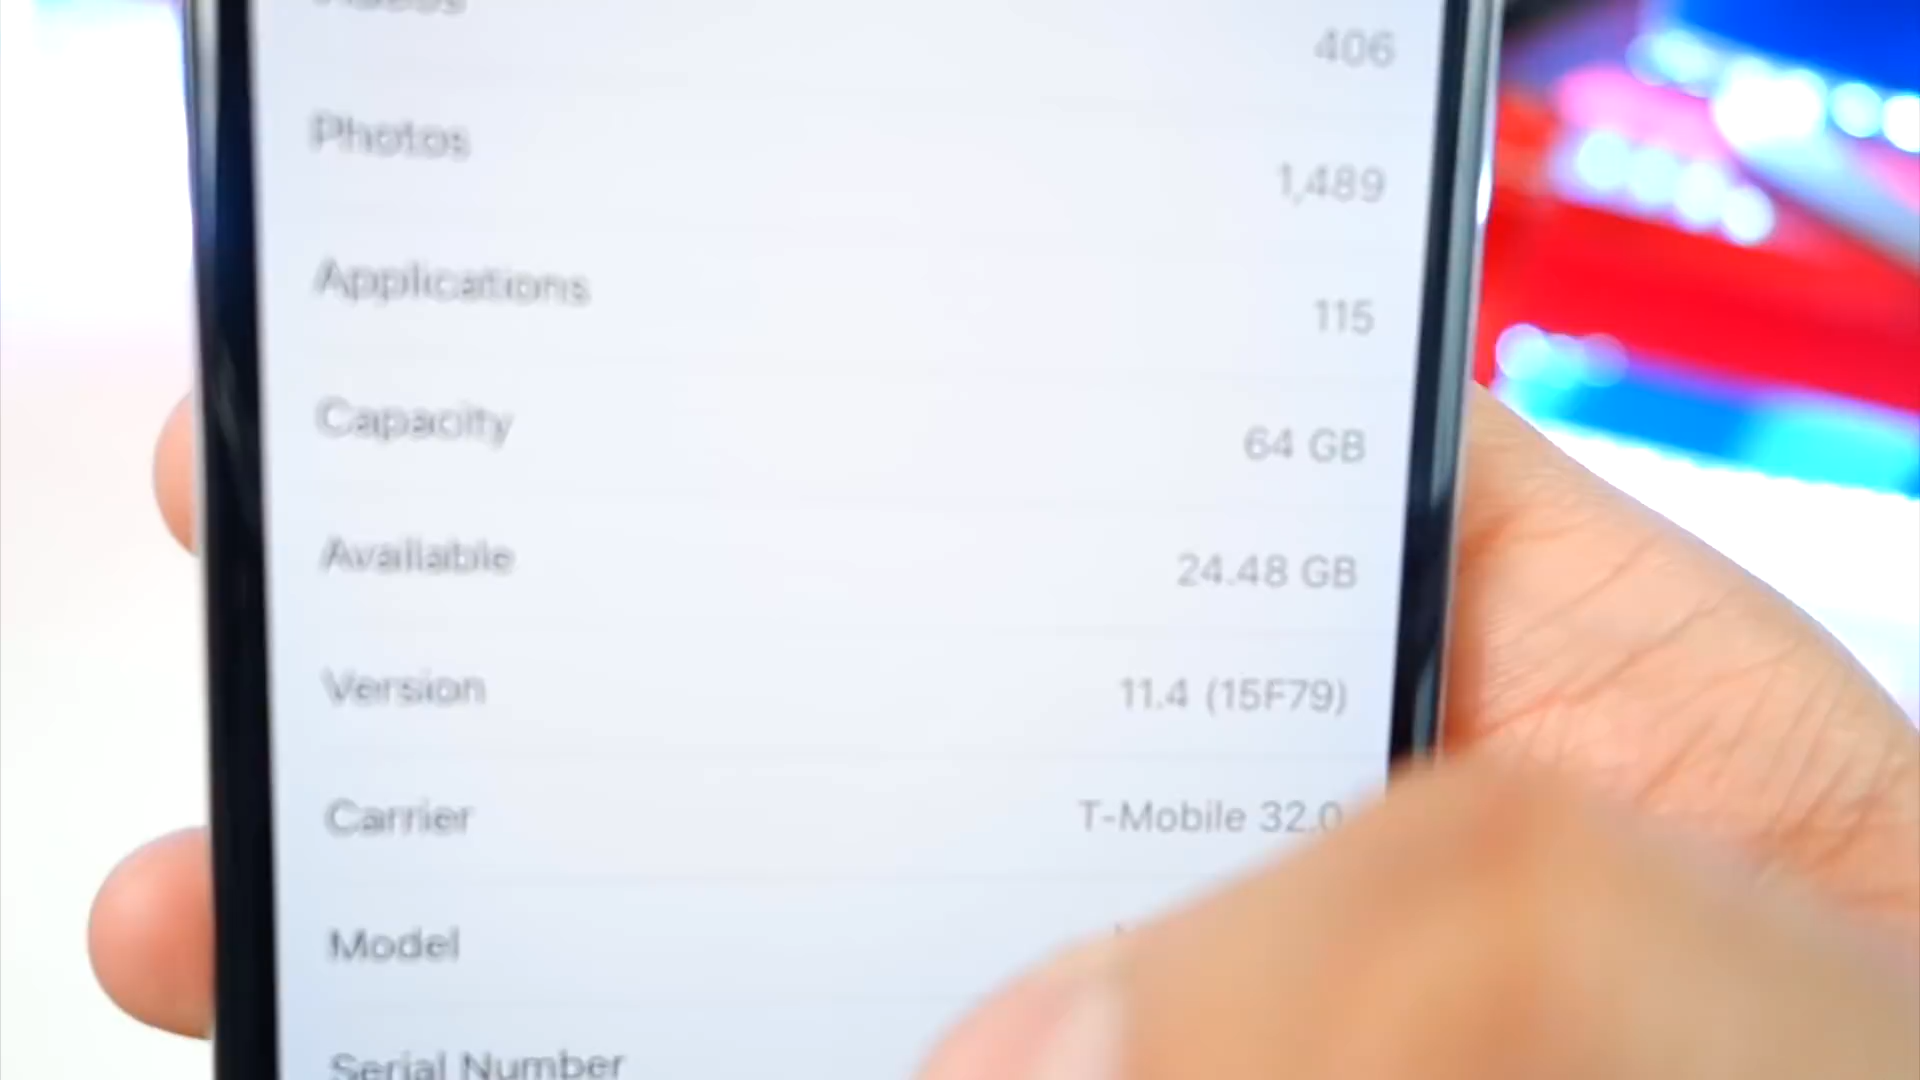 Videos 406
Photos 1,489
Applications 115
Capacity 64 GB
Available 24.48 GB
Version 11.4 (15F79)
Carrier T-Mobile 32.0
Model
Serial Number